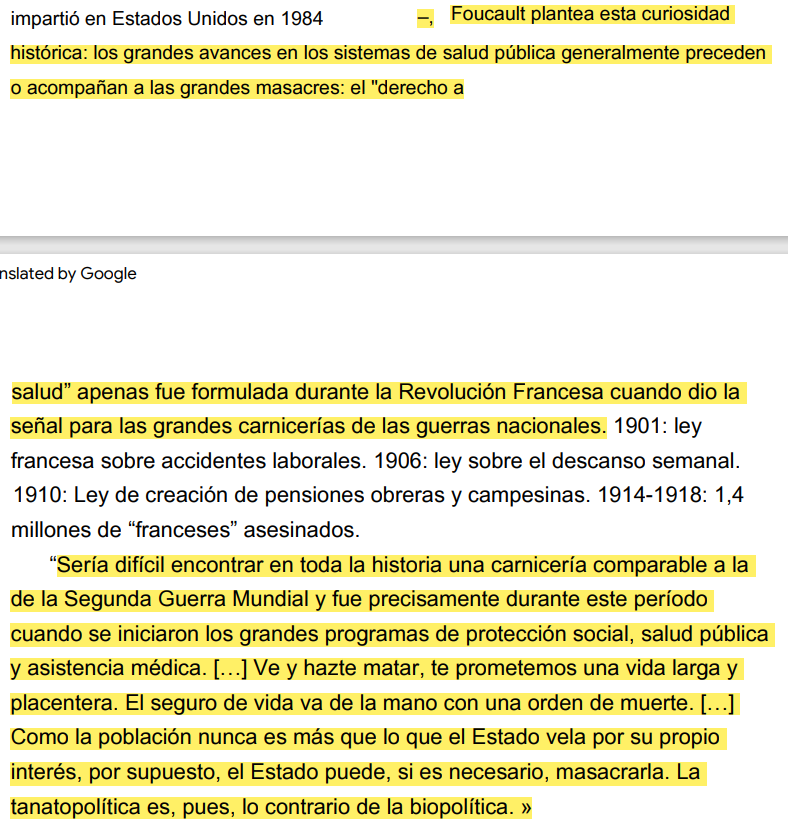 impartió en Estados Unidos en 1984 –, Foucault plantea esta curiosidad
histórica: los grandes avances en los sistemas de salud pública generalmente preceden
o acompañan a las grandes masacres: el "derecho a
nslated by Google
salud” apenas fue formulada durante la Revolución Francesa cuando dio la
señal para las grandes carnicerías de las guerras nacionales. 1901: ley
francesa sobre accidentes laborales. 1906: ley sobre el descanso semanal.
1910: Ley de creación de pensiones obreras y campesinas. 1914-1918: 1,4
millones de “franceses” asesinados.
“Sería difícil encontrar en toda la historia una carnicería comparable a la
de la Segunda Guerra Mundial y fue precisamente durante este período
cuando se iniciaron los grandes programas de protección social, salud pública
y asistencia médica. […] Ve y hazte matar, te prometemos una vida larga y
placentera. El seguro de vida va de la mano con una orden de muerte. […]
Como la población nunca es más que lo que el Estado vela por su propio
interés, por supuesto, el Estado puede, si es necesario, masacrarla. La
tanatopolítica es, pues, lo contrario de la biopolítica. »